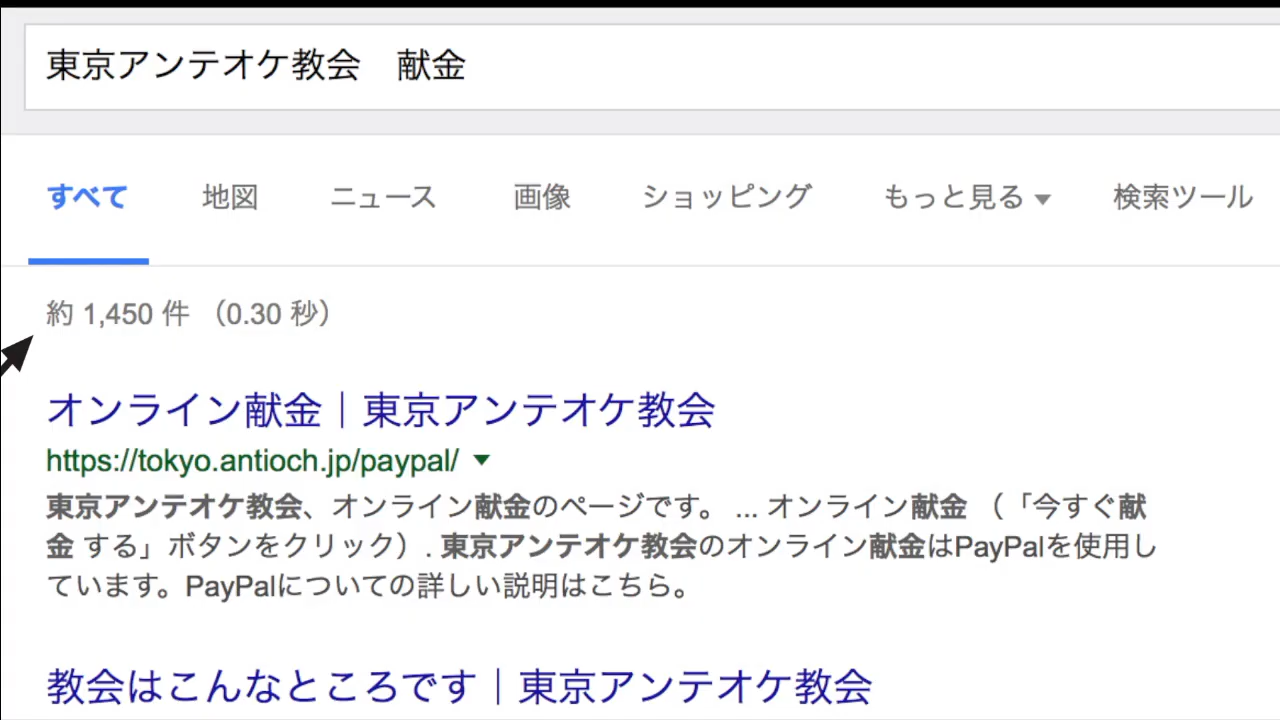 東京アンテオケ教会　献金
すべて 地図 ニュース 画像 ショッピング もっと見る 検索ツール
約 1,450 件 （0.30 秒）
オンライン献金｜東京アンテオケ教会
https://tokyo.antioch.jp/paypal/
東京アンテオケ教会、オンライン献金のページです。 ... オンライン献金 （「今すぐ献
金 する」ボタンをクリック）. 東京アンテオケ教会のオンライン献金はPayPalを使用し
ています。PayPalについての詳しい説明はこちら。
教会はこんなところです｜東京アンテオケ教会